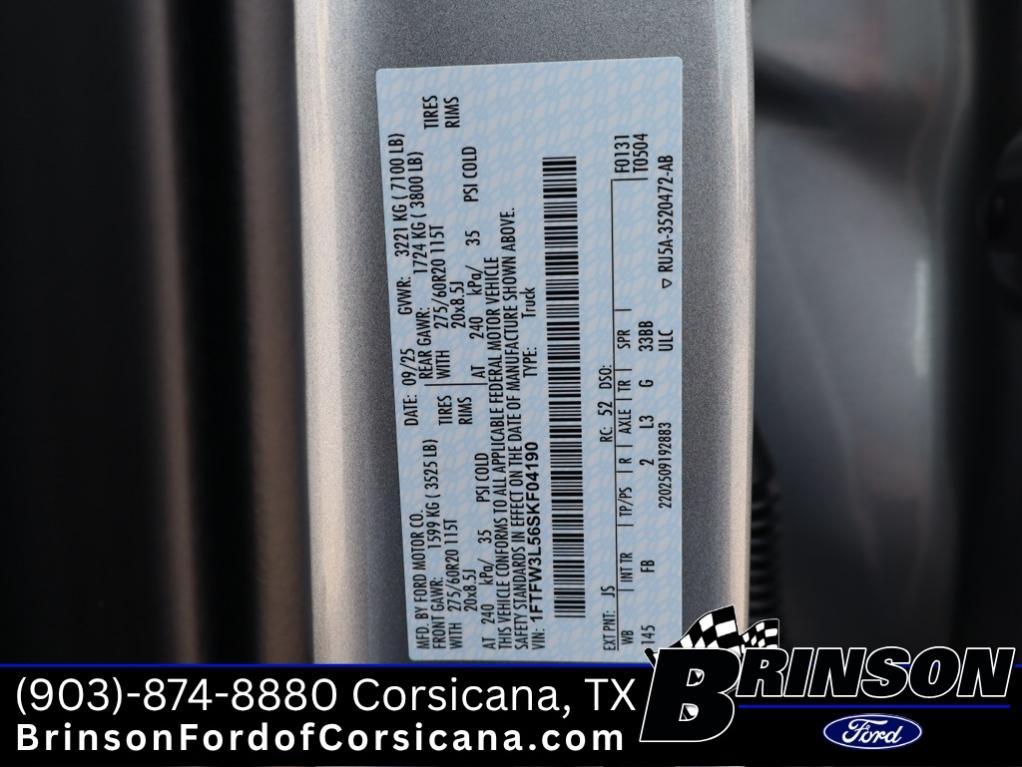 MFD. BY FORD MOTOR CO.
DATE: 09/25
GVWR: 3221 KG ( 7100 LB)
FRONT GAWR: 1599 KG ( 3525 LB)
REAR GAWR: 1724 KG ( 3800 LB)
WITH 275/60R20 115T TIRES
WITH 275/60R20 115T TIRES
20x8.5J RIMS
20x8.5J RIMS
AT 240 kPa/ 35 PSI COLD
AT 240 kPa/ 35 PSI COLD
THIS VEHICLE CONFORMS TO ALL APPLICABLE FEDERAL MOTOR VEHICLE
SAFETY STANDARDS IN EFFECT ON THE DATE OF MANUFACTURE SHOWN ABOVE.
VIN: 1FTFW3L56SKF04190
TYPE: Truck
EXT PNT: JS RC: 52 DSO:
F0131
WB | INT TR | TP/PS | R | AXLE | TR | SPR |
T0504
145 FB 2 L3 G 33BB
ULC
2202509192883
▽ RU5A-3520472-AB
(903)-874-8880 Corsicana, TX
BrinsonFordofCorsicana.com
BRINSON
Ford